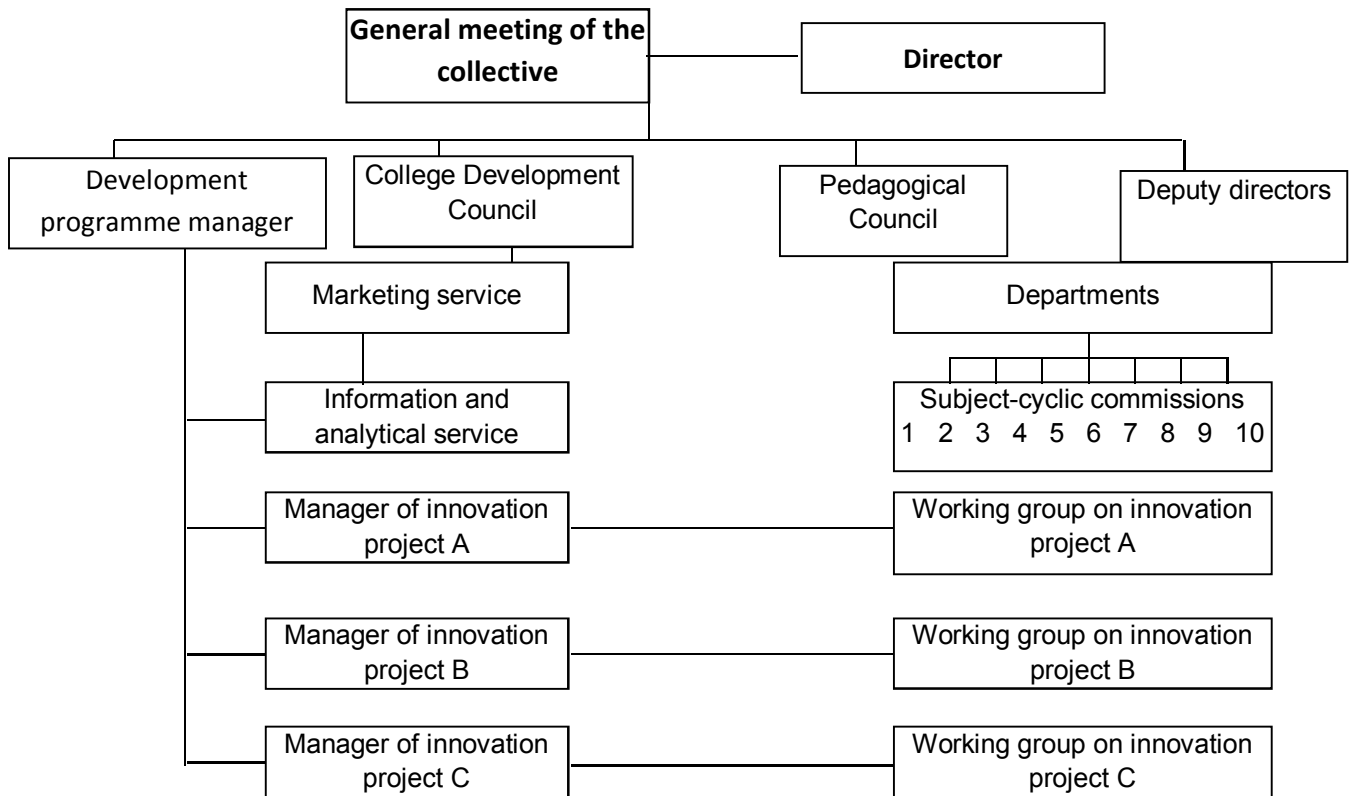 General meeting of the
collective
Director
Development
programme manager
College Development
Council
Pedagogical
Council
Deputy directors
Marketing service
Departments
Information and
analytical service
Subject-cyclic commissions
1 2 3 4 5 6 7 8 9 10
Manager of innovation
project A
Working group on innovation
project A
Manager of innovation
project B
Working group on innovation
project B
Manager of innovation
project C
Working group on innovation
project C